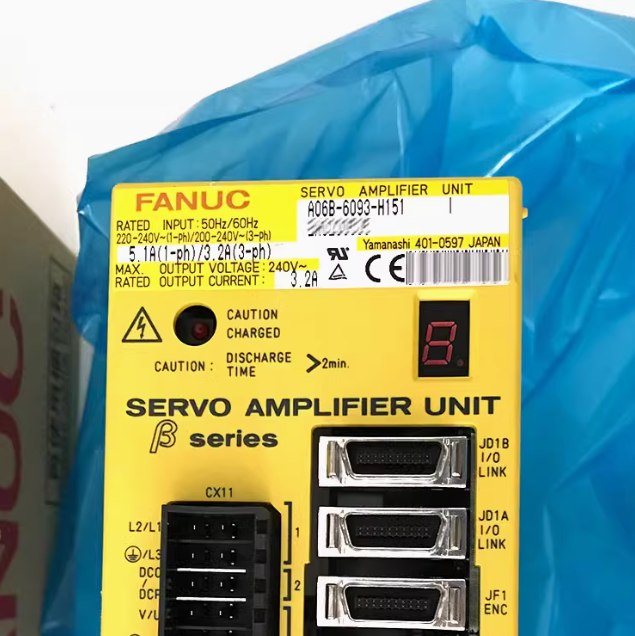 FANUC
SERVO AMPLIFIER UNIT
A06B-6093-H151 I
RATED INPUT:50Hz/60Hz
220-240V~(1-ph)/200-240V~(3-ph)
5.1A(1-ph)/3.2A(3-ph)
MAX. OUTPUT VOLTAGE:240V~
RATED OUTPUT CURRENT: 3.2A
Yamanashi 401-0597 JAPAN
CE
CAUTION
CHARGED
CAUTION: DISCHARGE TIME >2min.
8.
SERVO AMPLIFIER UNIT
β series
JD1B
I/O
LINK
CX11
L2/L1
1
JD1A
I/O
LINK
/L3
DCC
/
DCP
2
V/U
JF1
ENC